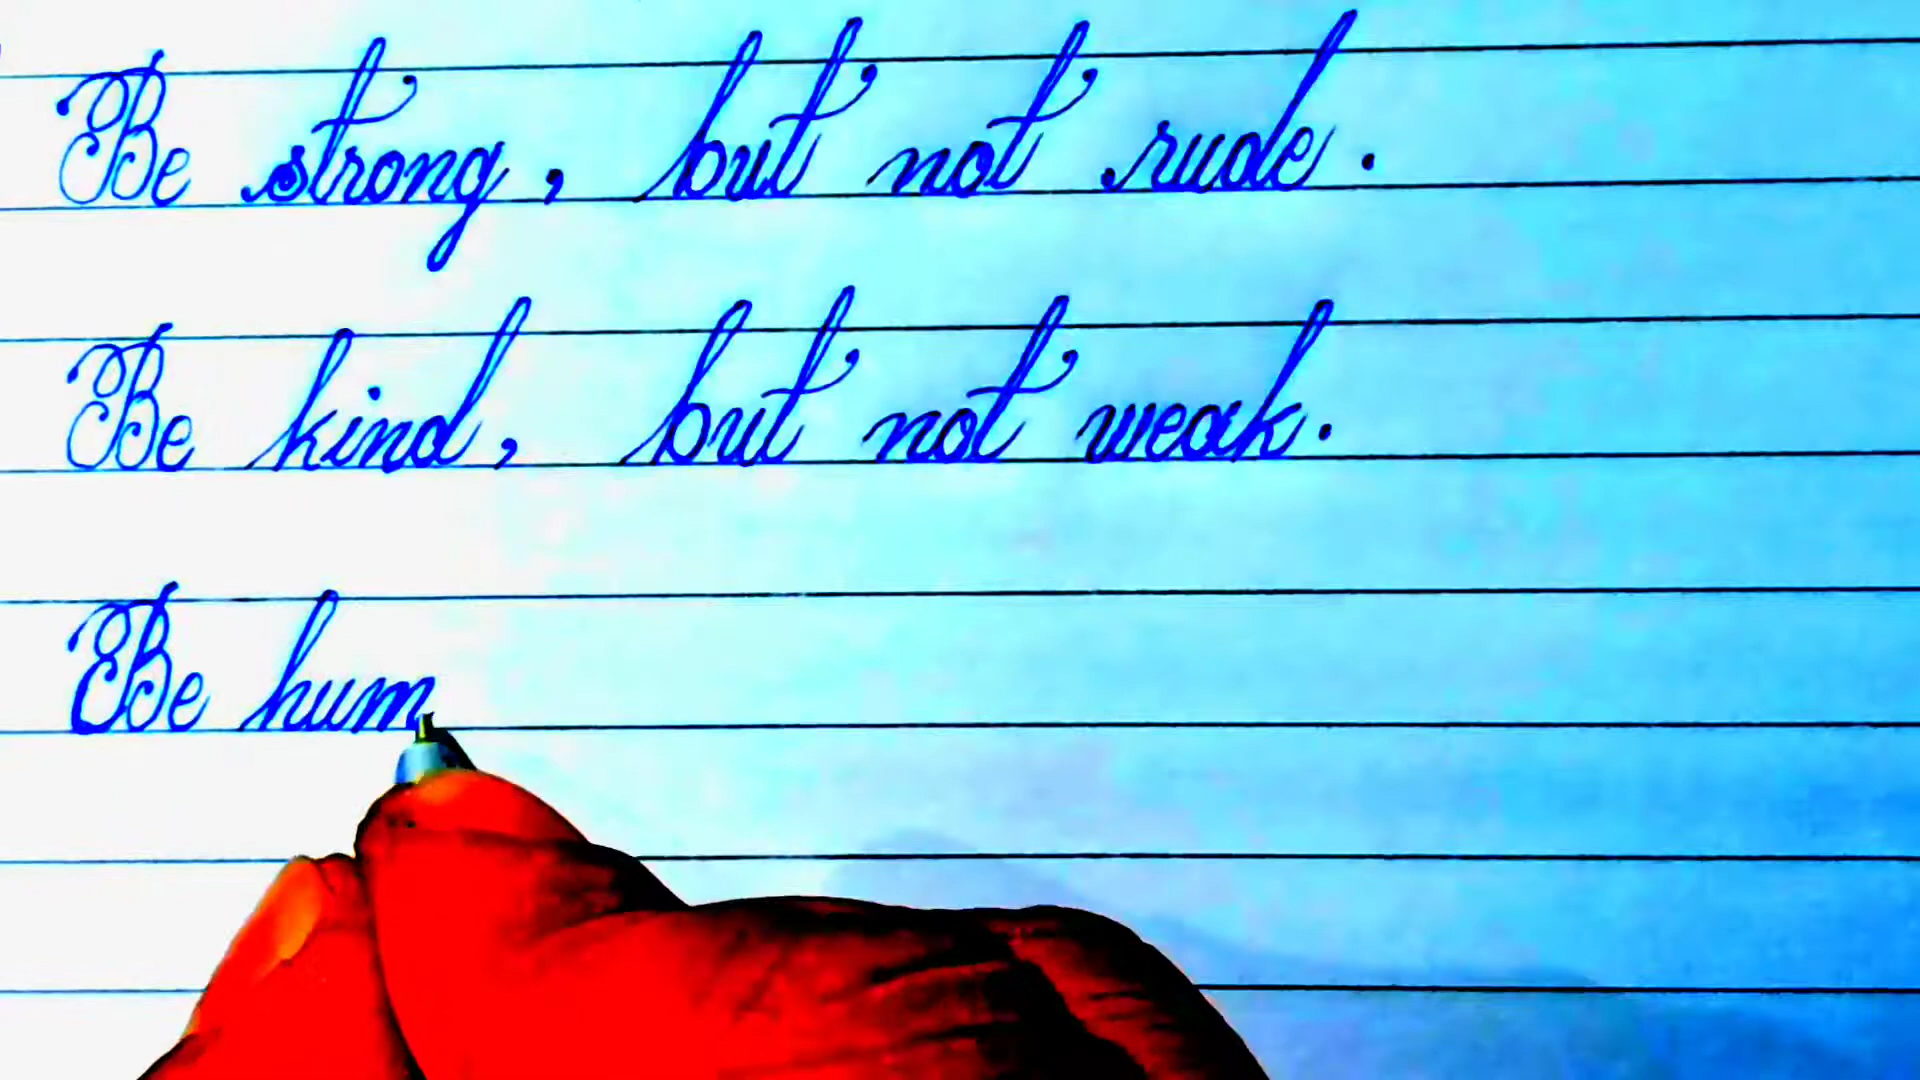 Be strong, but not rude.
Be kind, but not weak.
Be hum